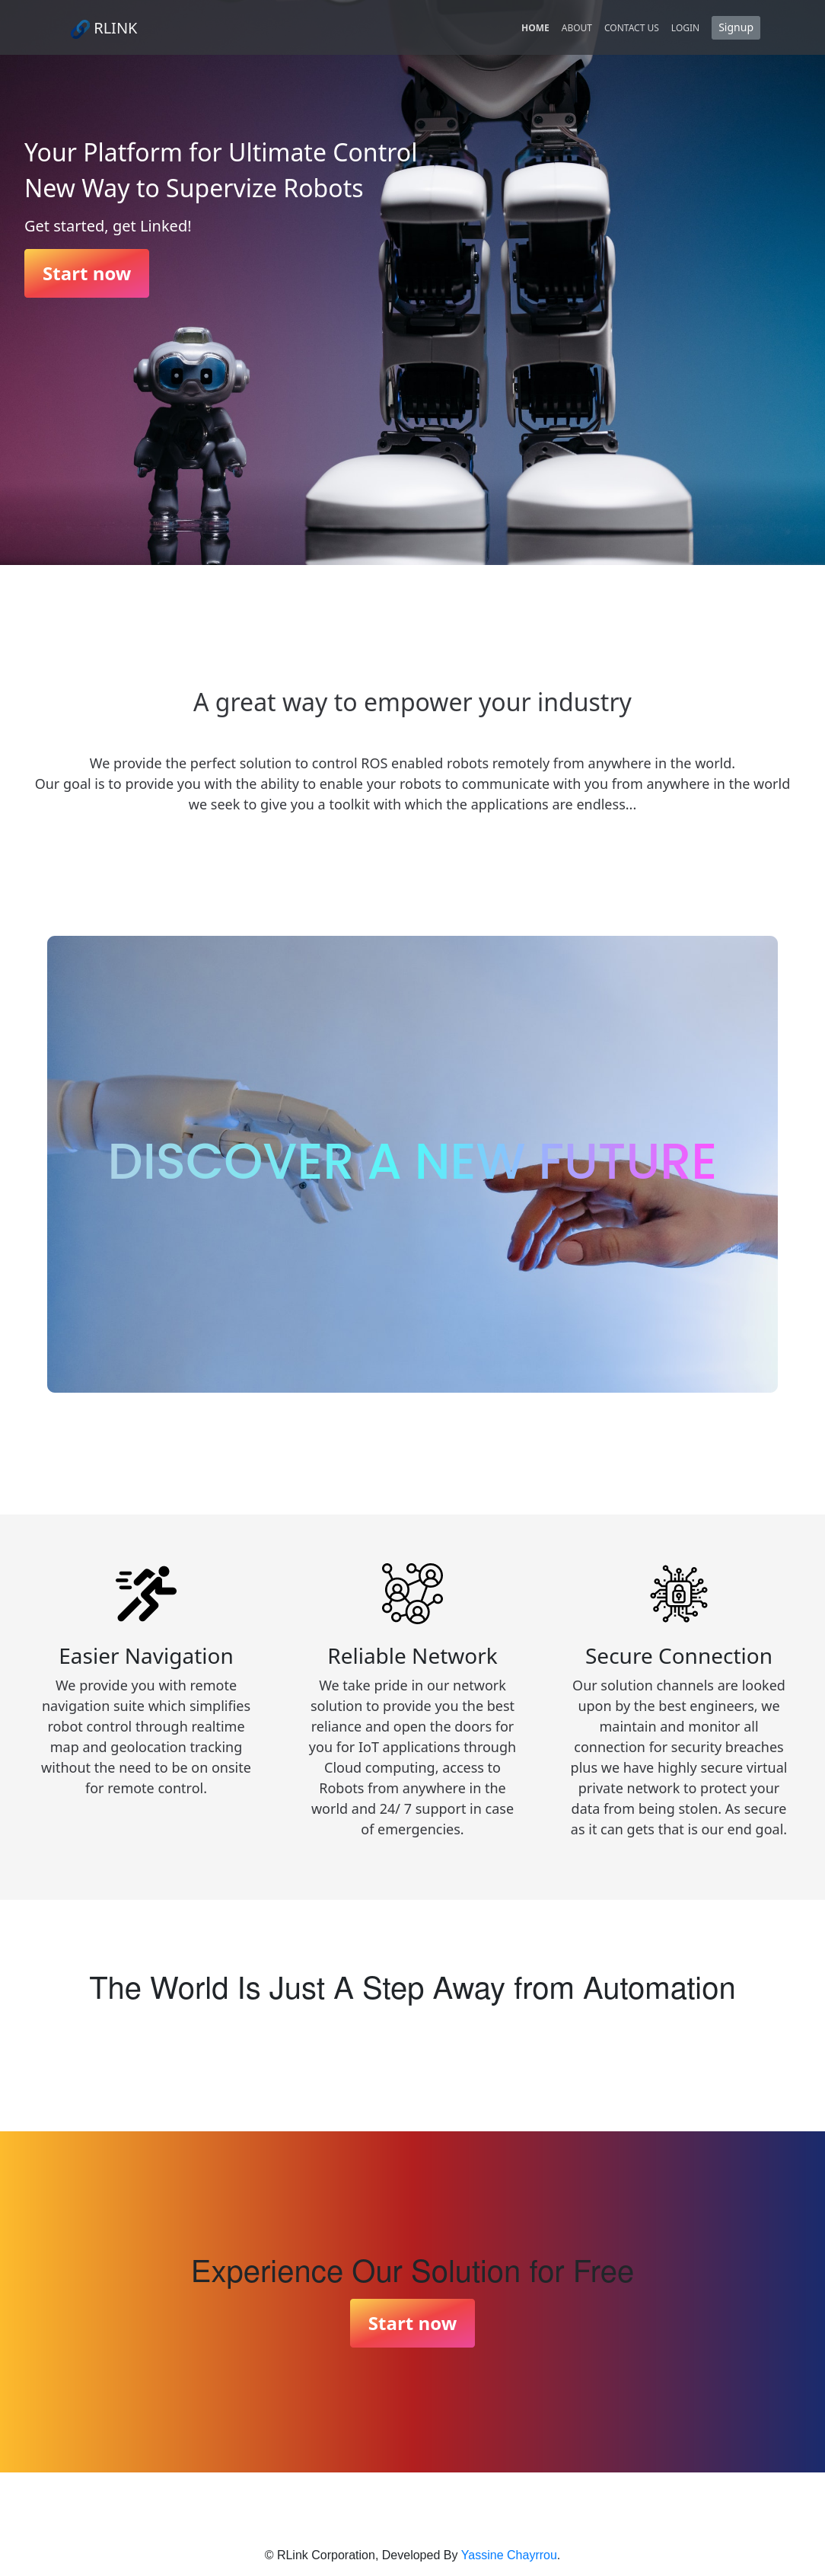 RLINK
HOME ABOUT CONTACT US LOGIN Signup
Your Platform for Ultimate Control
New Way to Supervize Robots
Get started, get Linked!
Start now
A great way to empower your industry
We provide the perfect solution to control ROS enabled robots remotely from anywhere in the world.
Our goal is to provide you with the ability to enable your robots to communicate with you from anywhere in the world
we seek to give you a toolkit with which the applications are endless...
DISCOVER A NEW FUTURE
Easier Navigation
We provide you with remote
navigation suite which simplifies
robot control through realtime
map and geolocation tracking
without the need to be on onsite
for remote control.
Reliable Network
We take pride in our network
solution to provide you the best
reliance and open the doors for
you for IoT applications through
Cloud computing, access to
Robots from anywhere in the
world and 24/ 7 support in case
of emergencies.
Secure Connection
Our solution channels are looked
upon by the best engineers, we
maintain and monitor all
connection for security breaches
plus we have highly secure virtual
private network to protect your
data from being stolen. As secure
as it can gets that is our end goal.
The World Is Just A Step Away from Automation
Experience Our Solution for Free
Start now
© RLink Corporation, Developed By Yassine Chayrrou.